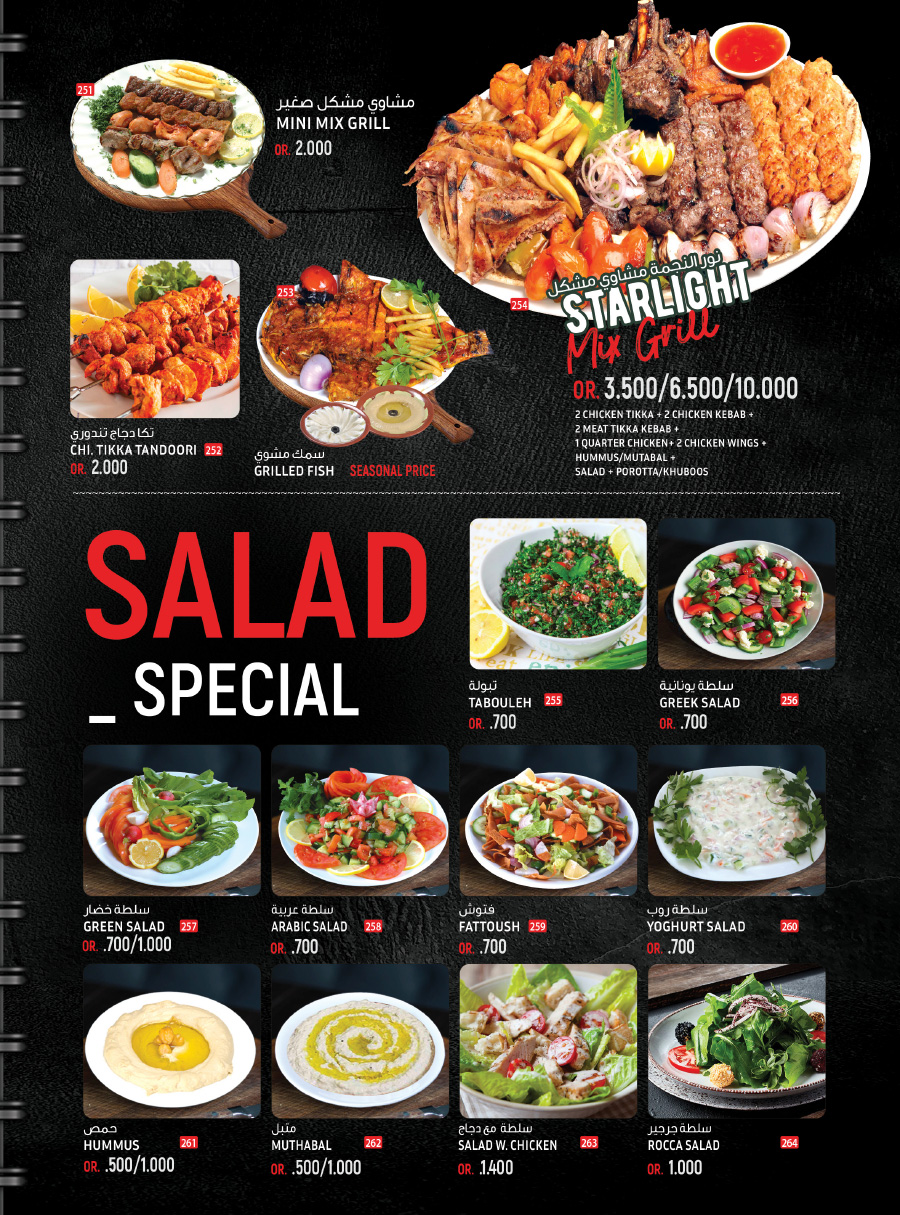 251
مشاوي مشكل صغير
MINI MIX GRILL
OR. 2.000
تكا دجاج تندوري
CHI. TIKKA TANDOORI 252
OR. 2.000
253
سمك مشوي
GRILLED FISH SEASONAL PRICE
254
نور النجمة مشاوي مشكل
STARLIGHT
Mix Grill
OR. 3.500/6.500/10.000
2 CHICKEN TIKKA + 2 CHICKEN KEBAB +
2 MEAT TIKKA KEBAB +
1 QUARTER CHICKEN+ 2 CHICKEN WINGS +
HUMMUS/MUTABAL +
SALAD + POROTTA/KHUBOOS
SALAD
_ SPECIAL
تبولة
TABOULEH 255
OR. .700
سلطة يونانية
GREEK SALAD 256
OR. .700
سلطة خضار
GREEN SALAD 257
OR. .700/1.000
سلطة عربية
ARABIC SALAD 258
OR. .700
فتوش
FATTOUSH 259
OR. .700
سلطة روب
YOGHURT SALAD 260
OR. .700
حمص
HUMMUS 261
OR. .500/1.000
متبل
MUTHABAL 262
OR. .500/1.000
سلطة مع دجاج
SALAD W. CHICKEN 263
OR. .1.400
سلطة جرجير
ROCCA SALAD 264
OR. 1.000